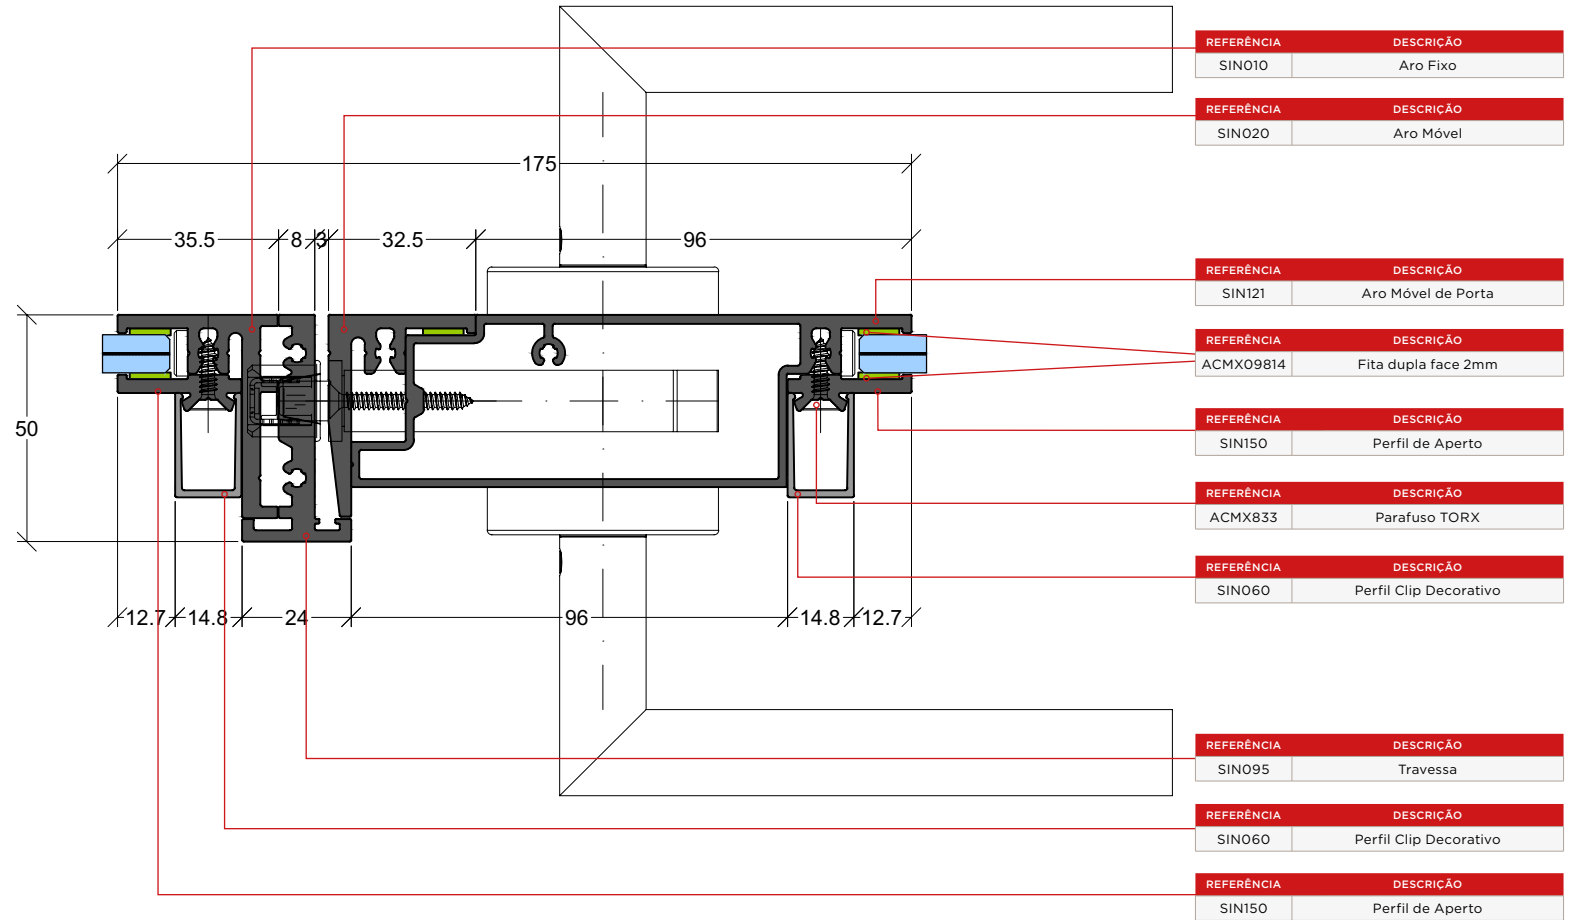 REFERÊNCIA DESCRIÇÃO
SIN010 Aro Fixo
REFERÊNCIA DESCRIÇÃO
SIN020 Aro Móvel
175
35.5 8 3 32.5 96
REFERÊNCIA DESCRIÇÃO
SIN121 Aro Móvel de Porta
REFERÊNCIA DESCRIÇÃO
ACMX09814 Fita dupla face 2mm
50
REFERÊNCIA DESCRIÇÃO
SIN150 Perfil de Aperto
REFERÊNCIA DESCRIÇÃO
ACMX833 Parafuso TORX
REFERÊNCIA DESCRIÇÃO
SIN060 Perfil Clip Decorativo
12.7 14.8 24 96 14.8 12.7
REFERÊNCIA DESCRIÇÃO
SIN095 Travessa
REFERÊNCIA DESCRIÇÃO
SIN060 Perfil Clip Decorativo
REFERÊNCIA DESCRIÇÃO
SIN150 Perfil de Aperto